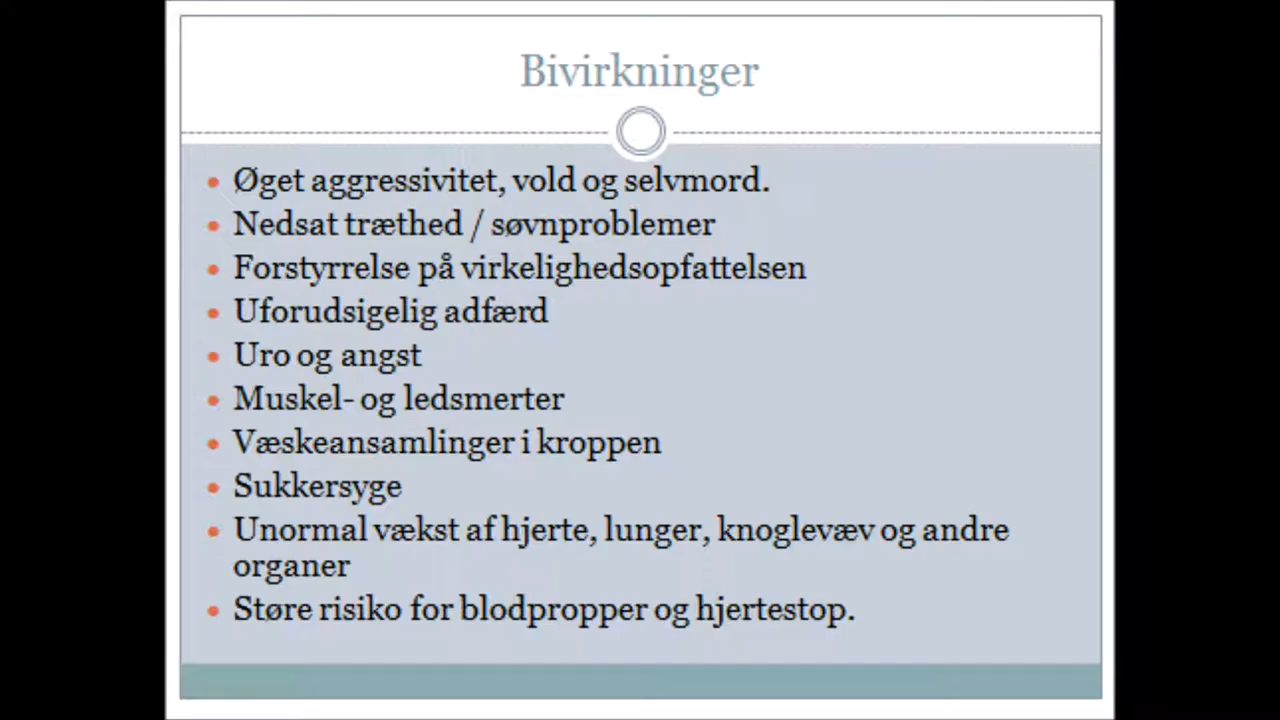 Bivirkninger
Øget aggressivitet, vold og selvmord.
Nedsat træthed / søvnproblemer
Forstyrrelse på virkelighedsopfattelsen
Uforudsigelig adfærd
Uro og angst
Muskel- og ledsmerter
Væskeansamlinger i kroppen
Sukkersyge
Unormal vækst af hjerte, lunger, knoglevæv og andre
organer
Støre risiko for blodpropper og hjertestop.